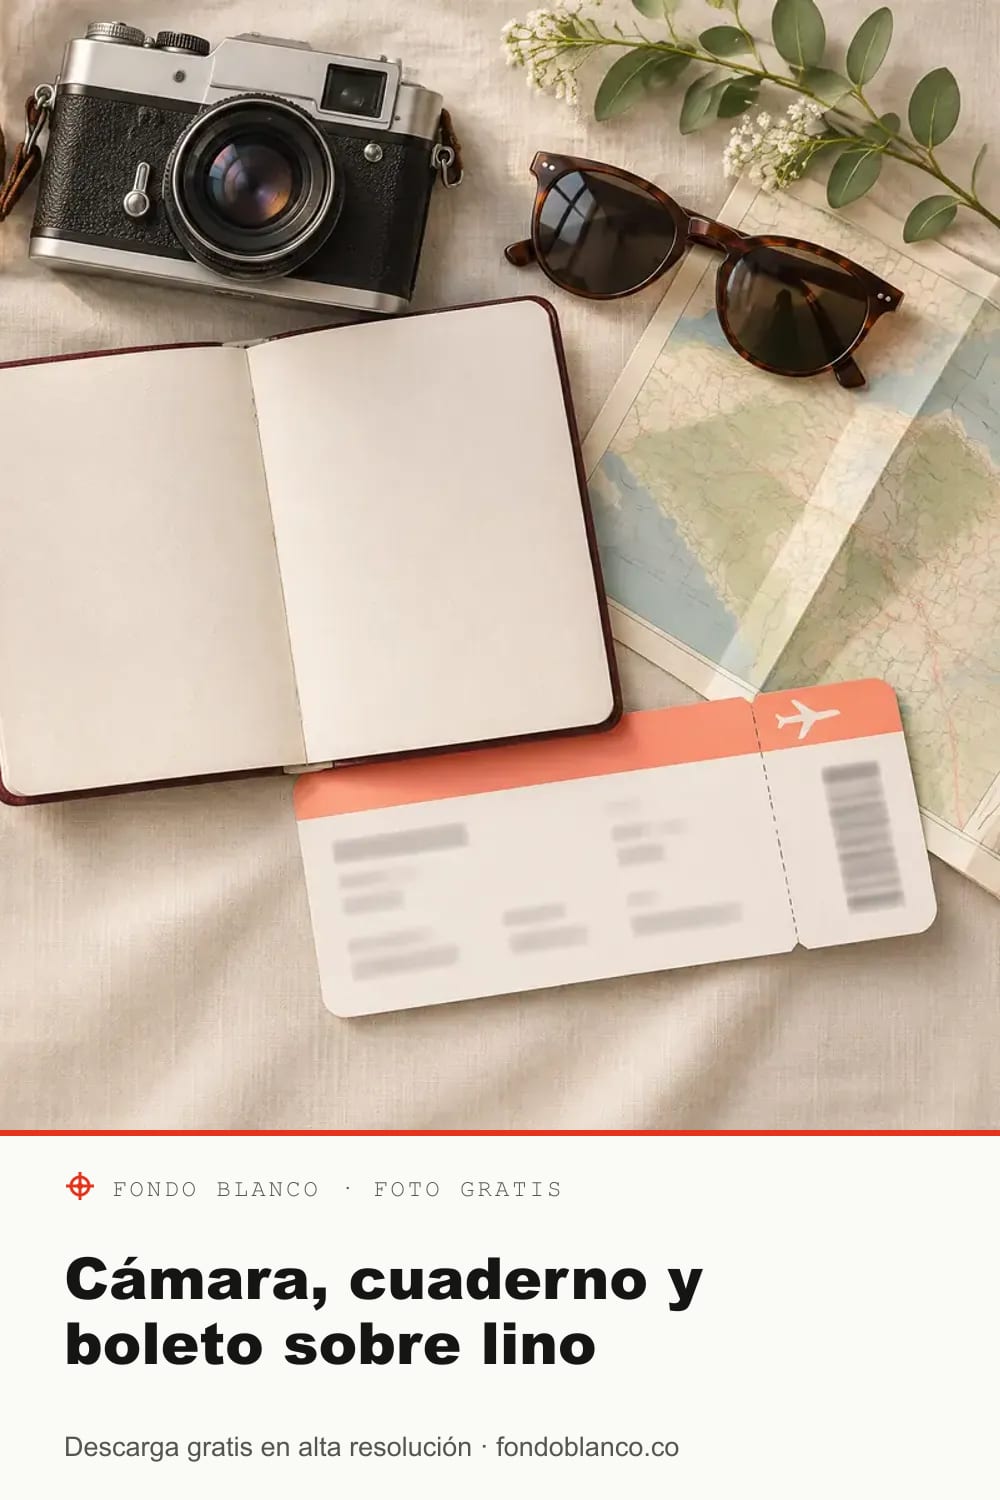 FONDO BLANCO · FOTO GRATIS
Cámara, cuaderno y
boleto sobre lino
Descarga gratis en alta resolución · fondoblanco.co